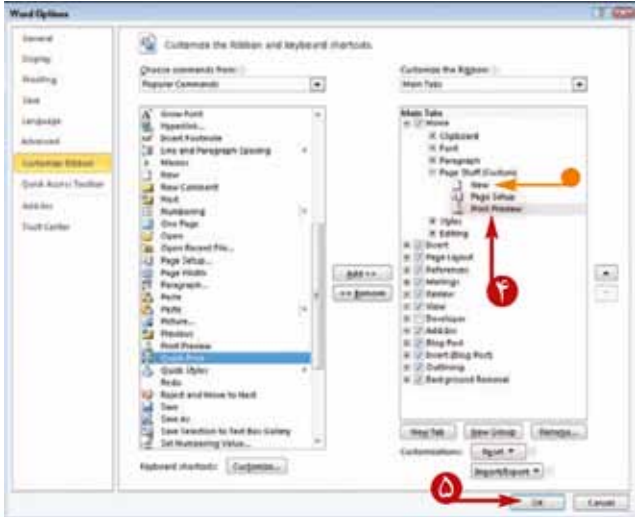 Word Options
General
Display
Proofing
Save
Language
Advanced
Customize Ribbon
Quick Access Toolbar
Add-Ins
Trust Center
Customize the Ribbon and keyboard shortcuts.
Choose commands from:
Popular Commands
Grow Font
Hyperlink...
Insert Footnote
Line and Paragraph Spacing
Macros
New
New Comment
Next
Numbering
One Page
Open
Open Recent File...
Page Setup...
Page Width
Paragraph...
Paste
Paste
Picture...
Previous
Print Preview
Quick Print
Quick Styles
Redo
Reject and Move to Next
Save
Save As
Save Selection to Text Box Gallery
Set Numbering Value...
Keyboard shortcuts: Customize...
Add >>
<< Remove
Customize the Ribbon:
Main Tabs
Main Tabs
Home
Clipboard
Font
Paragraph
Page Stuff (Custom)
New
Page Setup
Print Preview
Styles
Editing
Insert
Page Layout
References
Mailings
Review
View
Developer
Add-Ins
Blog Post
Insert (Blog Post)
Outlining
Background Removal
۴
New Tab New Group Rename...
Customizations: Reset
Import/Export
۵
OK Cancel